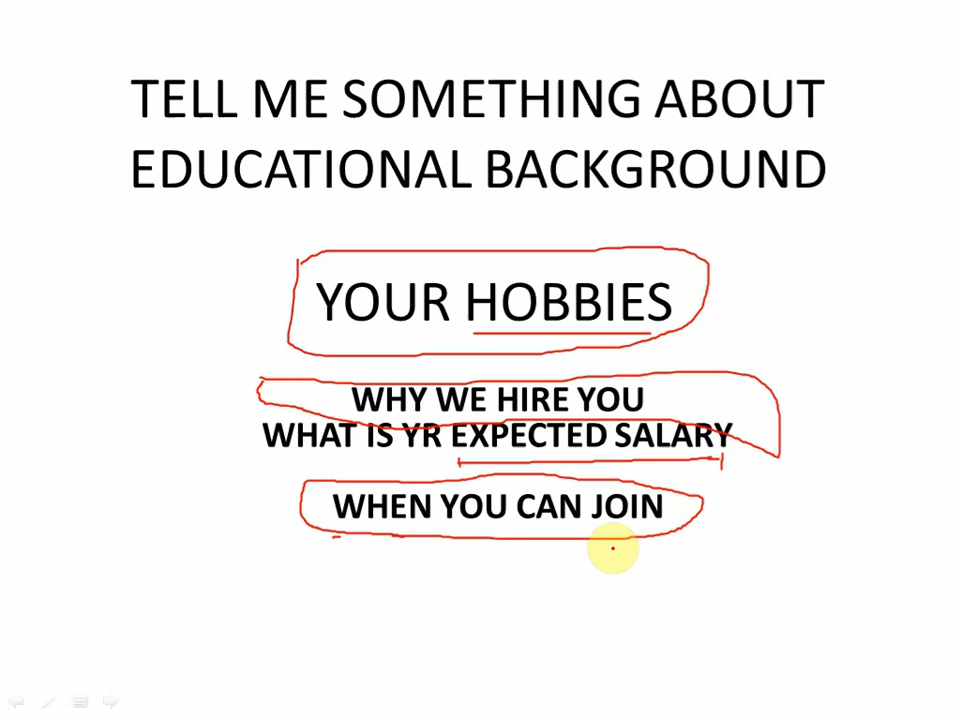 TELL ME SOMETHING ABOUT
EDUCATIONAL BACKGROUND
YOUR HOBBIES
WHY WE HIRE YOU
WHAT IS YR EXPECTED SALARY
WHEN YOU CAN JOIN